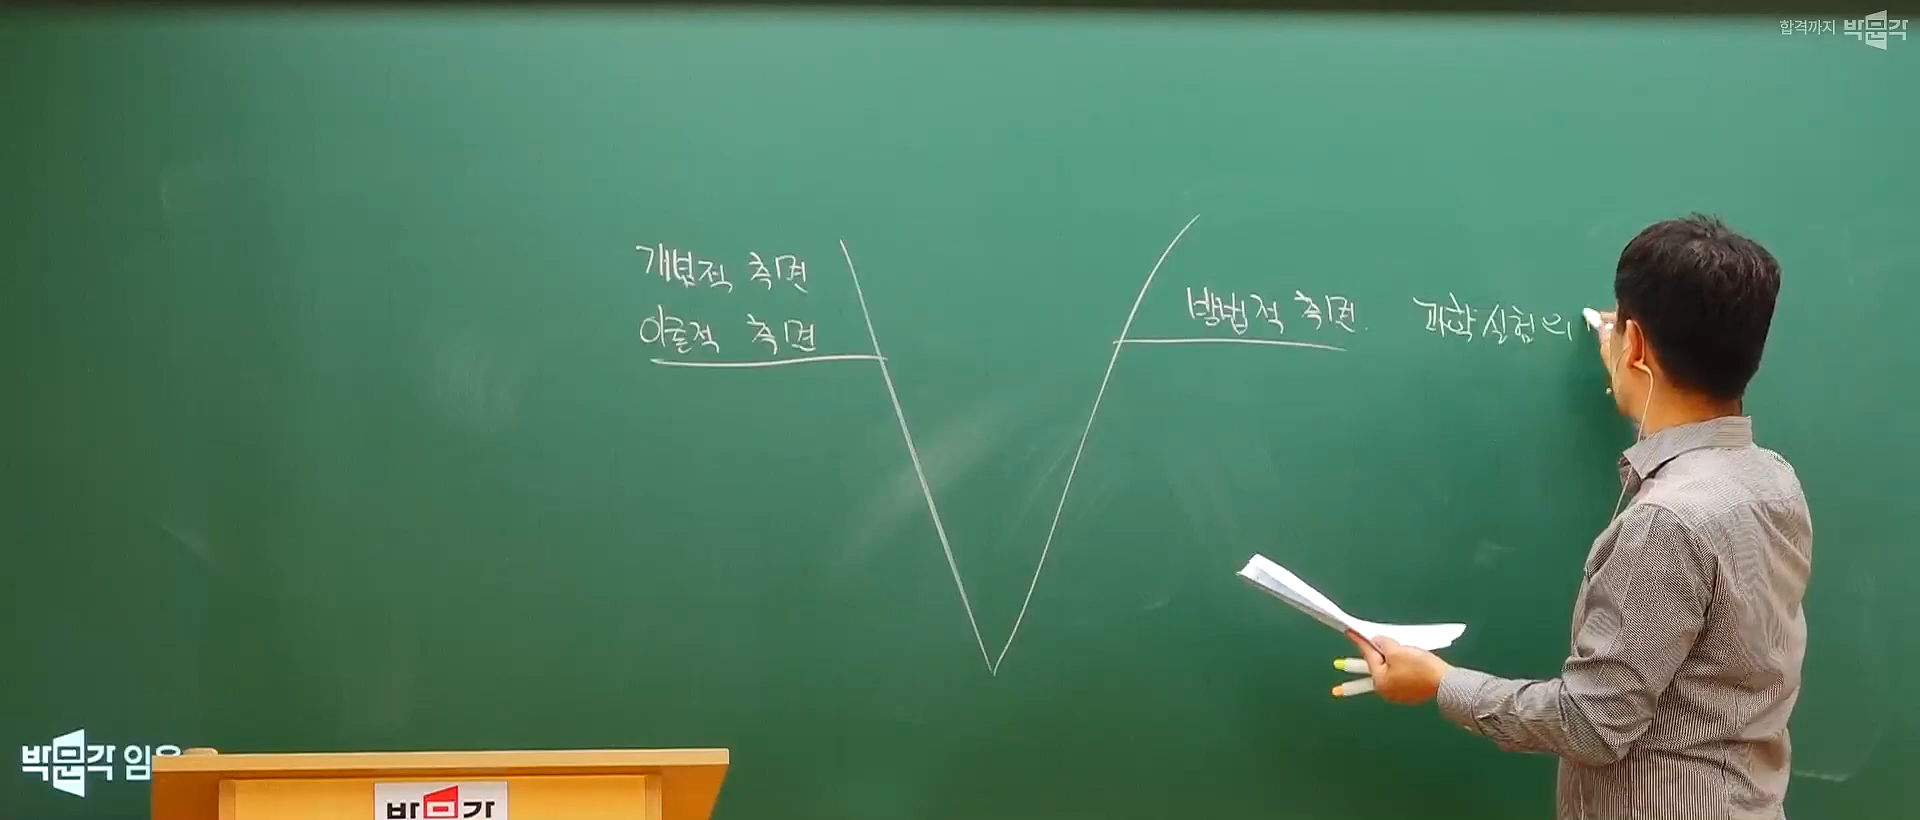 합격까지 박문각
개념적 측면
이론적 측면
방법적 측면. 과학실험의
박문각 임용
박문각